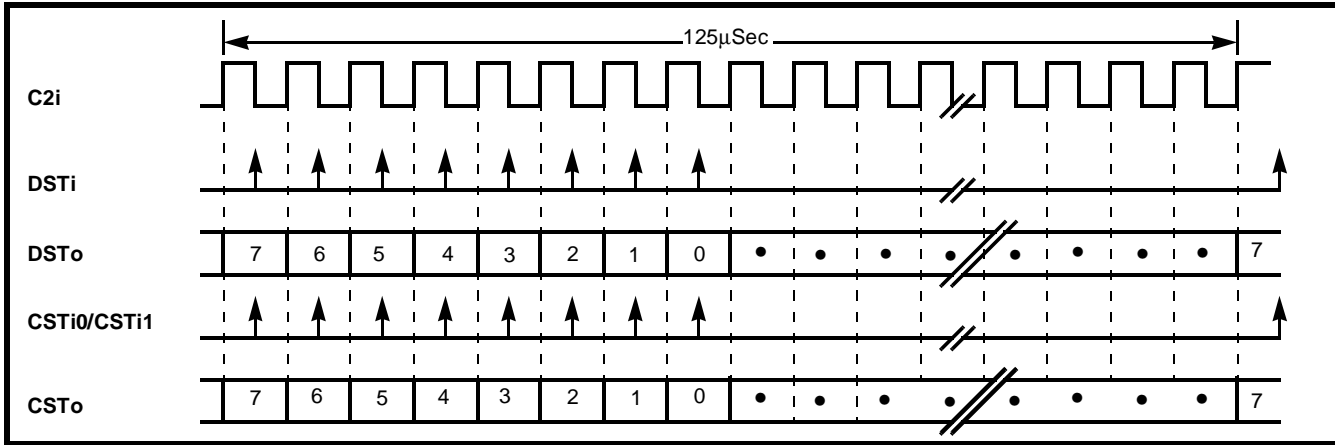 125μSec
C2i
DSTi
DSTo 7 6 5 4 3 2 1 0 • • • • • • • • 7
CSTi0/CSTi1
CSTo 7 6 5 4 3 2 1 0 • • • • • • • • 7